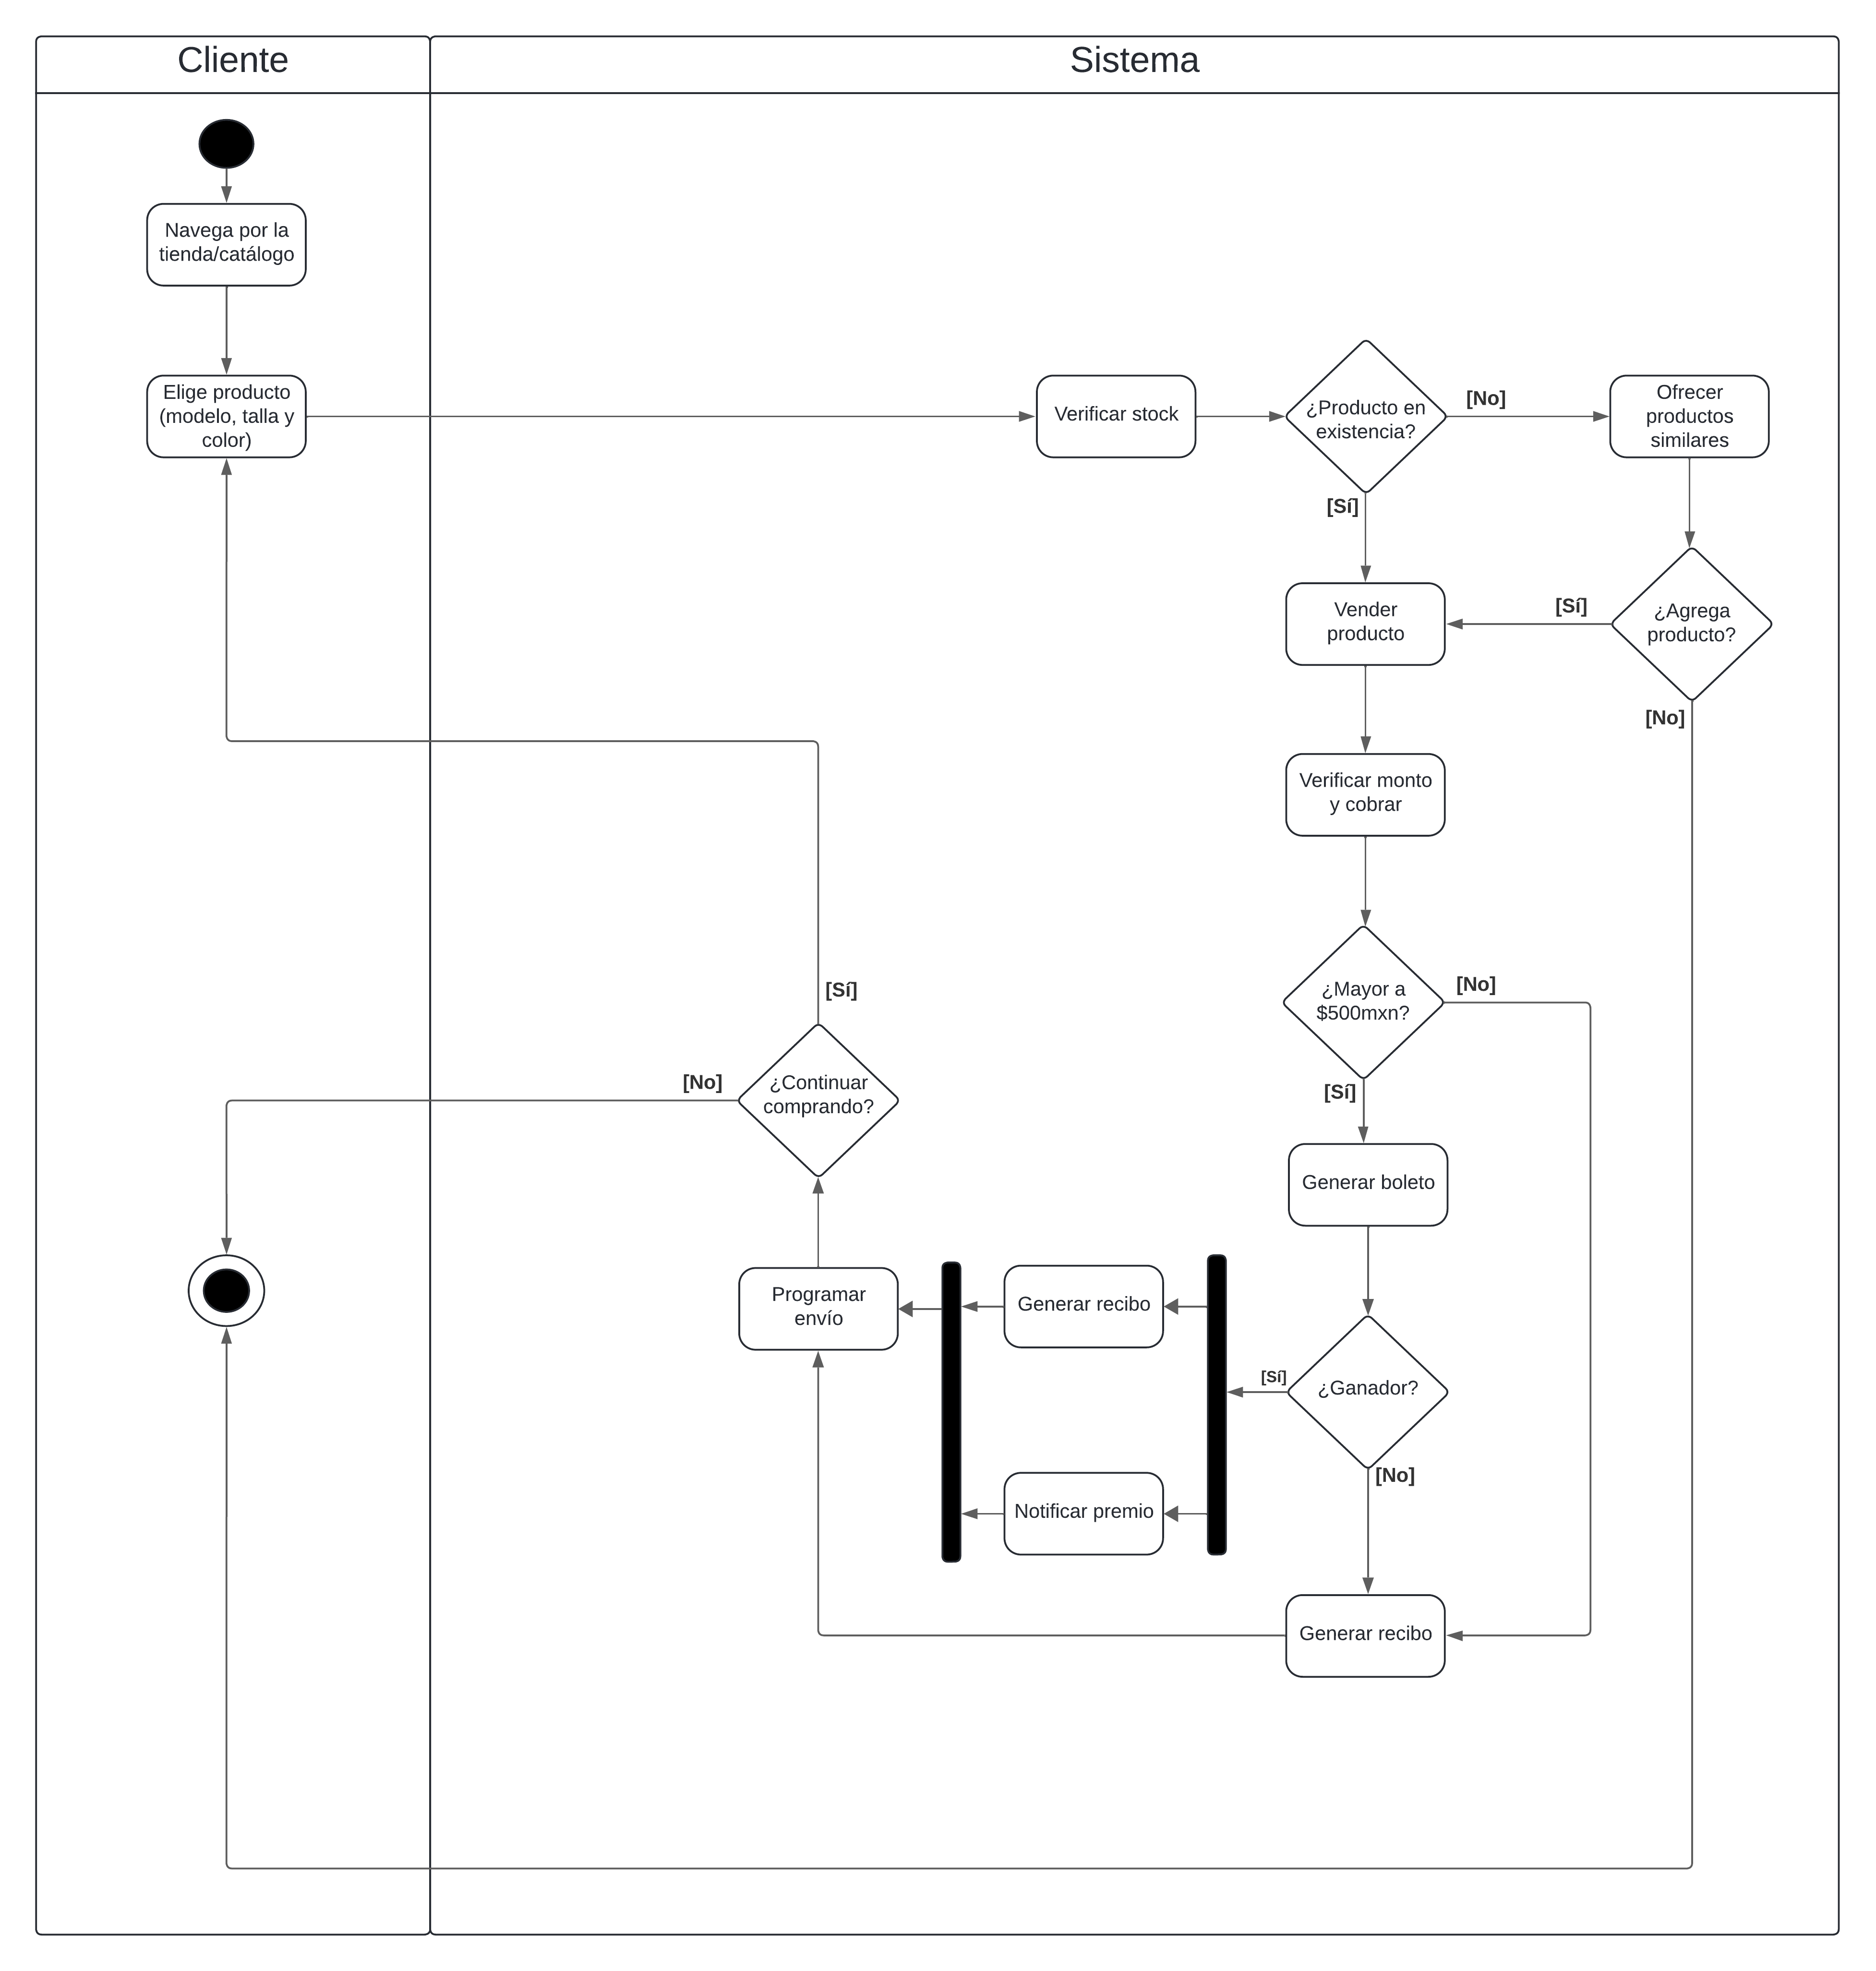 Cliente
Sistema
Navega por la
tienda/catálogo
Elige producto
(modelo, talla y
color)
Verificar stock
¿Producto en
existencia?
[No]
Ofrecer
productos
similares
[Sí]
Vender
producto
[Sí]
¿Agrega
producto?
[No]
Verificar monto
y cobrar
¿Mayor a
$500mxn?
[No]
[Sí]
[Sí]
¿Continuar
comprando?
[No]
Generar boleto
Programar
envío
Generar recibo
[Sí]
¿Ganador?
[No]
Notificar premio
Generar recibo